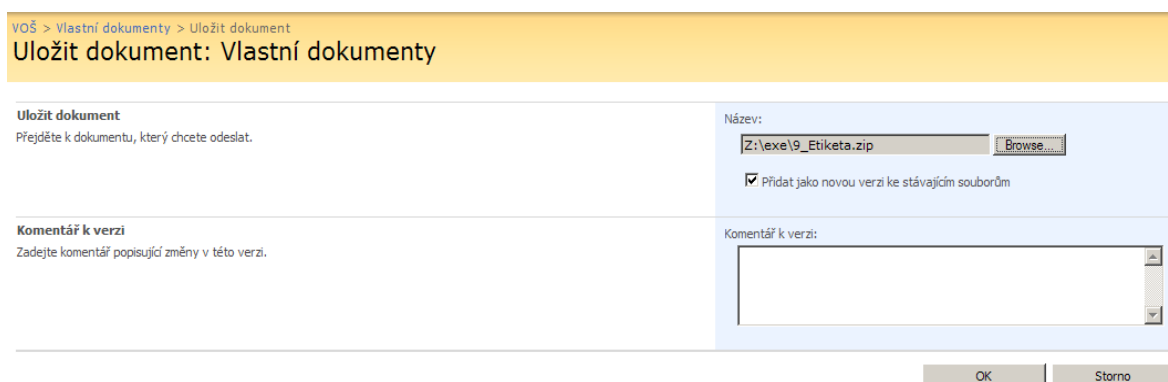 VOŠ > Vlastní dokumenty > Uložit dokument
Uložit dokument: Vlastní dokumenty
Uložit dokument
Přejděte k dokumentu, který chcete odeslat.
Název:
Z:\exe\9_Etiketa.zip
Browse...
Přidat jako novou verzi ke stávajícím souborům
Komentář k verzi
Zadejte komentář popisující změny v této verzi.
Komentář k verzi:
OK
Storno